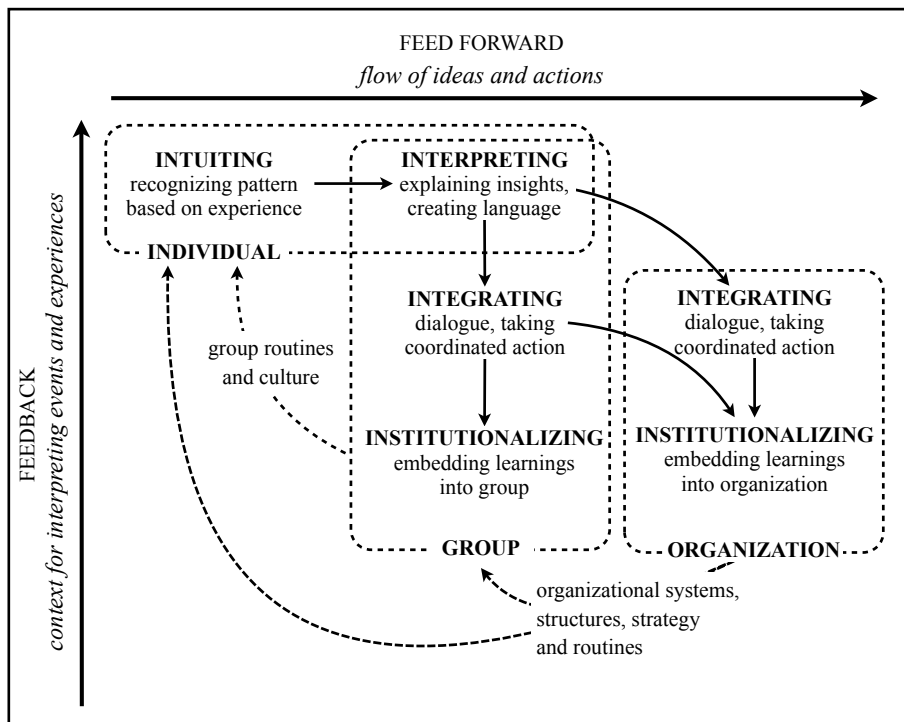 FEED FORWARD
flow of ideas and actions
FEEDBACK
context for interpreting events and experiences
INTUITING
recognizing pattern
based on experience
INDIVIDUAL
INTERPRETING
explaining insights,
creating language
INTEGRATING
dialogue, taking
coordinated action
INTEGRATING
dialogue, taking
coordinated action
group routines
and culture
INSTITUTIONALIZING
embedding learnings
into group
GROUP
INSTITUTIONALIZING
embedding learnings
into organization
ORGANIZATION
organizational systems,
structures, strategy
and routines